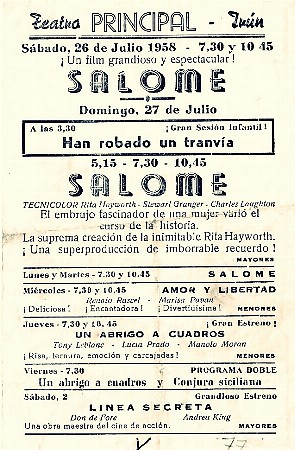 Teatro PRINCIPAL - Irún
Sábado, 26 de Julio 1958 - 7,30 y 10 45
¡Un film grandioso y espectacular!
SALOME
Domingo, 27 de Julio
A las 3,30 ¡Gran Sesión Infantil!
Han robado un tranvía
5,15 - 7,30 - 10,45
SALOME
TECNICOLOR Rita Hayworth - Stewart Granger - Charles Laughton
El embrujo fascinador de una mujer varió el
curso de la historia.
La suprema creación de la inimitable Rita Hayworth.
¡Una superproducción de imborrable recuerdo!
MAYORES
Lunes y Martes - 7.30 y 10.45 SALOME
Miércoles - 7,30 y 10,45 AMOR Y LIBERTAD
Renato Rascel - Marisa Pavan
¡Deliciosa! ¡Encantadora! ¡Divertidísima! MENORES
Jueves - 7,30 y 10.45 ¡Gran Estreno!
UN ABRIGO A CUADROS
Tony Leblanc - Lucía Prado - Manolo Moran
¡Risa, ternura, emoción y carcajadas! MENORES
Viernes - 7.30 PROGRAMA DOBLE
Un abrigo a cuadros y Conjura siciliana
Sábado, 2 Grandioso Estreno
LINEA SECRETA
Don de Fore Andrea King
Una obra maestra del cine de acción. MAYORES
77